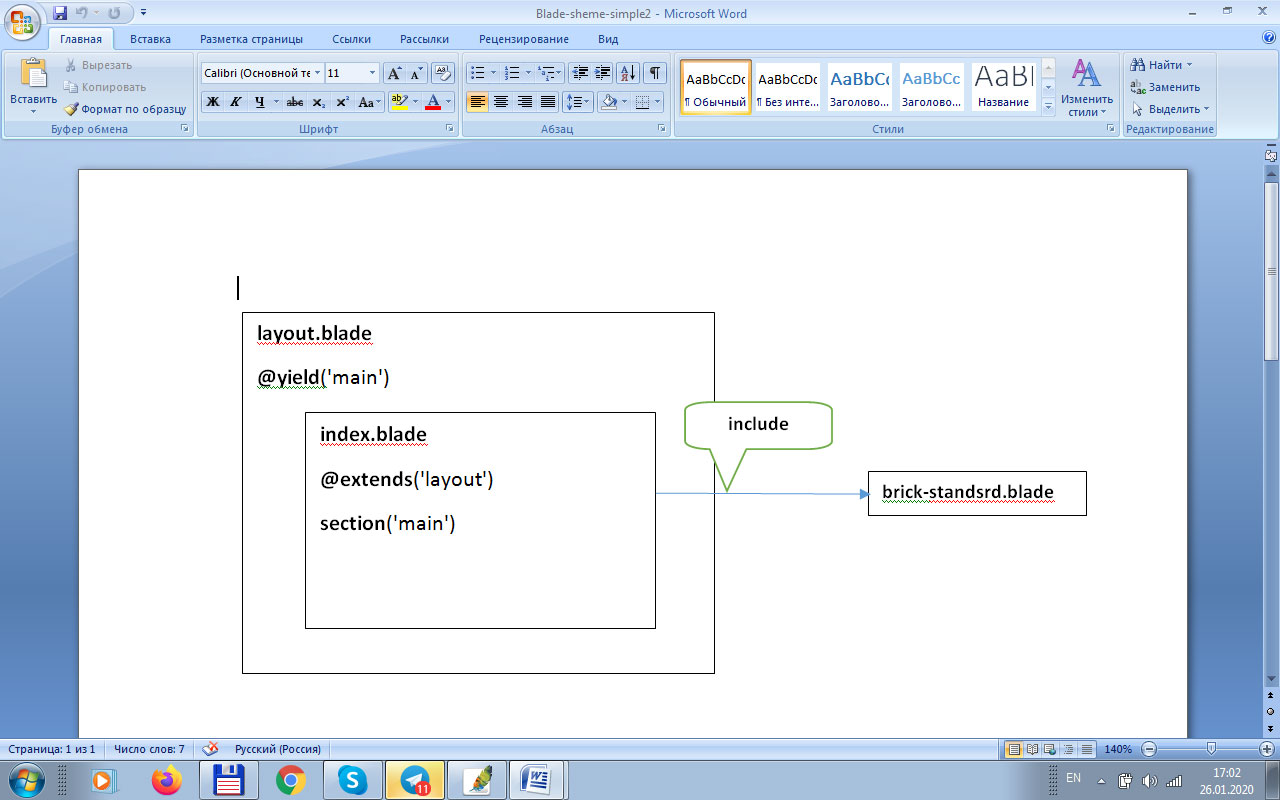 Blade-sheme-simple2 - Microsoft Word
Главная Вставка Разметка страницы Ссылки Рассылки Рецензирование Вид
Вставить
Вырезать
Копировать
Формат по образцу
Буфер обмена
Calibri (Основной те 11
Ж К Ч abc x₂ x² Aa
Шрифт
Абзац
AaBbCcDc AaBbCcDc AaBbCc AaBbCc AaBl
¶ Обычный ¶ Без инте... Заголово... Заголово... Название
Изменить
стили
Стили
Найти
Заменить
Выделить
Редактирование
layout.blade
@yield('main')
index.blade
@extends('layout')
section('main')
include
brick-standsrd.blade
Страница: 1 из 1 Число слов: 7 Русский (Россия) 140%
11
EN
17:02
26.01.2020